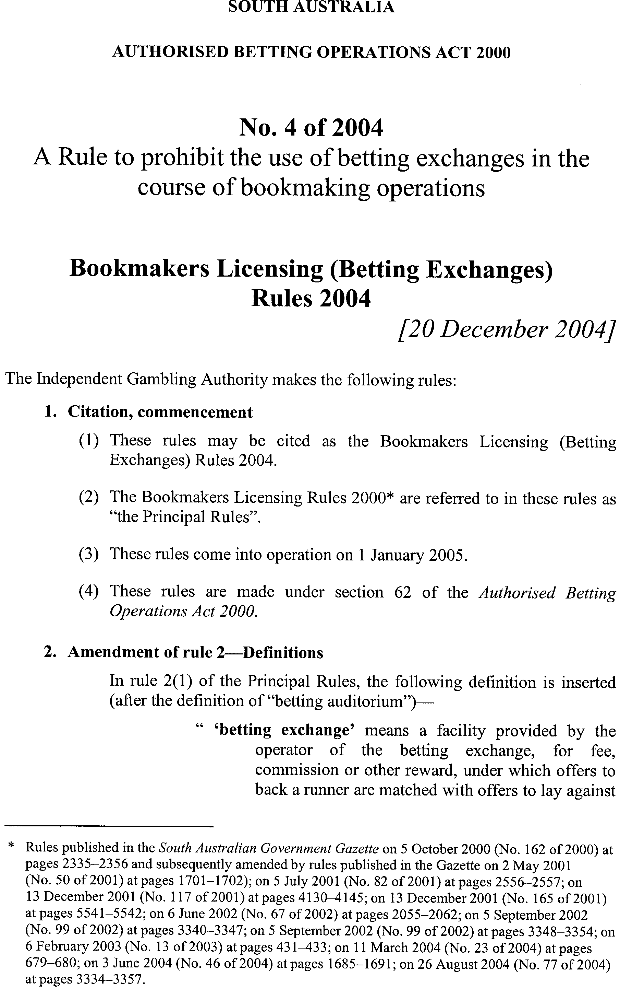 SOUTH AUSTRALIA
AUTHORISED BETTING OPERATIONS ACT 2000
No. 4 of 2004
A Rule to prohibit the use of betting exchanges in the
course of bookmaking operations
Bookmakers Licensing (Betting Exchanges)
Rules 2004
[20 December 2004]
The Independent Gambling Authority makes the following rules:
1. Citation, commencement
(1) These rules may be cited as the Bookmakers Licensing (Betting
Exchanges) Rules 2004.
(2) The Bookmakers Licensing Rules 2000* are referred to in these rules as
“the Principal Rules”.
(3) These rules come into operation on 1 January 2005.
(4) These rules are made under section 62 of the Authorised Betting
Operations Act 2000.
2. Amendment of rule 2—Definitions
In rule 2(1) of the Principal Rules, the following definition is inserted
(after the definition of “betting auditorium”)—
“ ‘betting exchange’ means a facility provided by the
operator of the betting exchange, for fee,
commission or other reward, under which offers to
back a runner are matched with offers to lay against
* Rules published in the South Australian Government Gazette on 5 October 2000 (No. 162 of 2000) at
pages 2335–2356 and subsequently amended by rules published in the Gazette on 2 May 2001
(No. 50 of 2001) at pages 1701–1702); on 5 July 2001 (No. 82 of 2001) at pages 2556–2557; on
13 December 2001 (No. 117 of 2001) at pages 4130–4145; on 13 December 2001 (No. 165 of 2001)
at pages 5541–5542; on 6 June 2002 (No. 67 of 2002) at pages 2055–2062; on 5 September 2002
(No. 99 of 2002) at pages 3340–3347; on 5 September 2002 (No. 99 of 2002) at pages 3348–3354; on
6 February 2003 (No. 13 of 2003) at pages 431–433; on 11 March 2004 (No. 23 of 2004) at pages
679–680; on 3 June 2004 (No. 46 of 2004) at pages 1685–1691; on 26 August 2004 (No. 77 of 2004)
at pages 3334–3357.